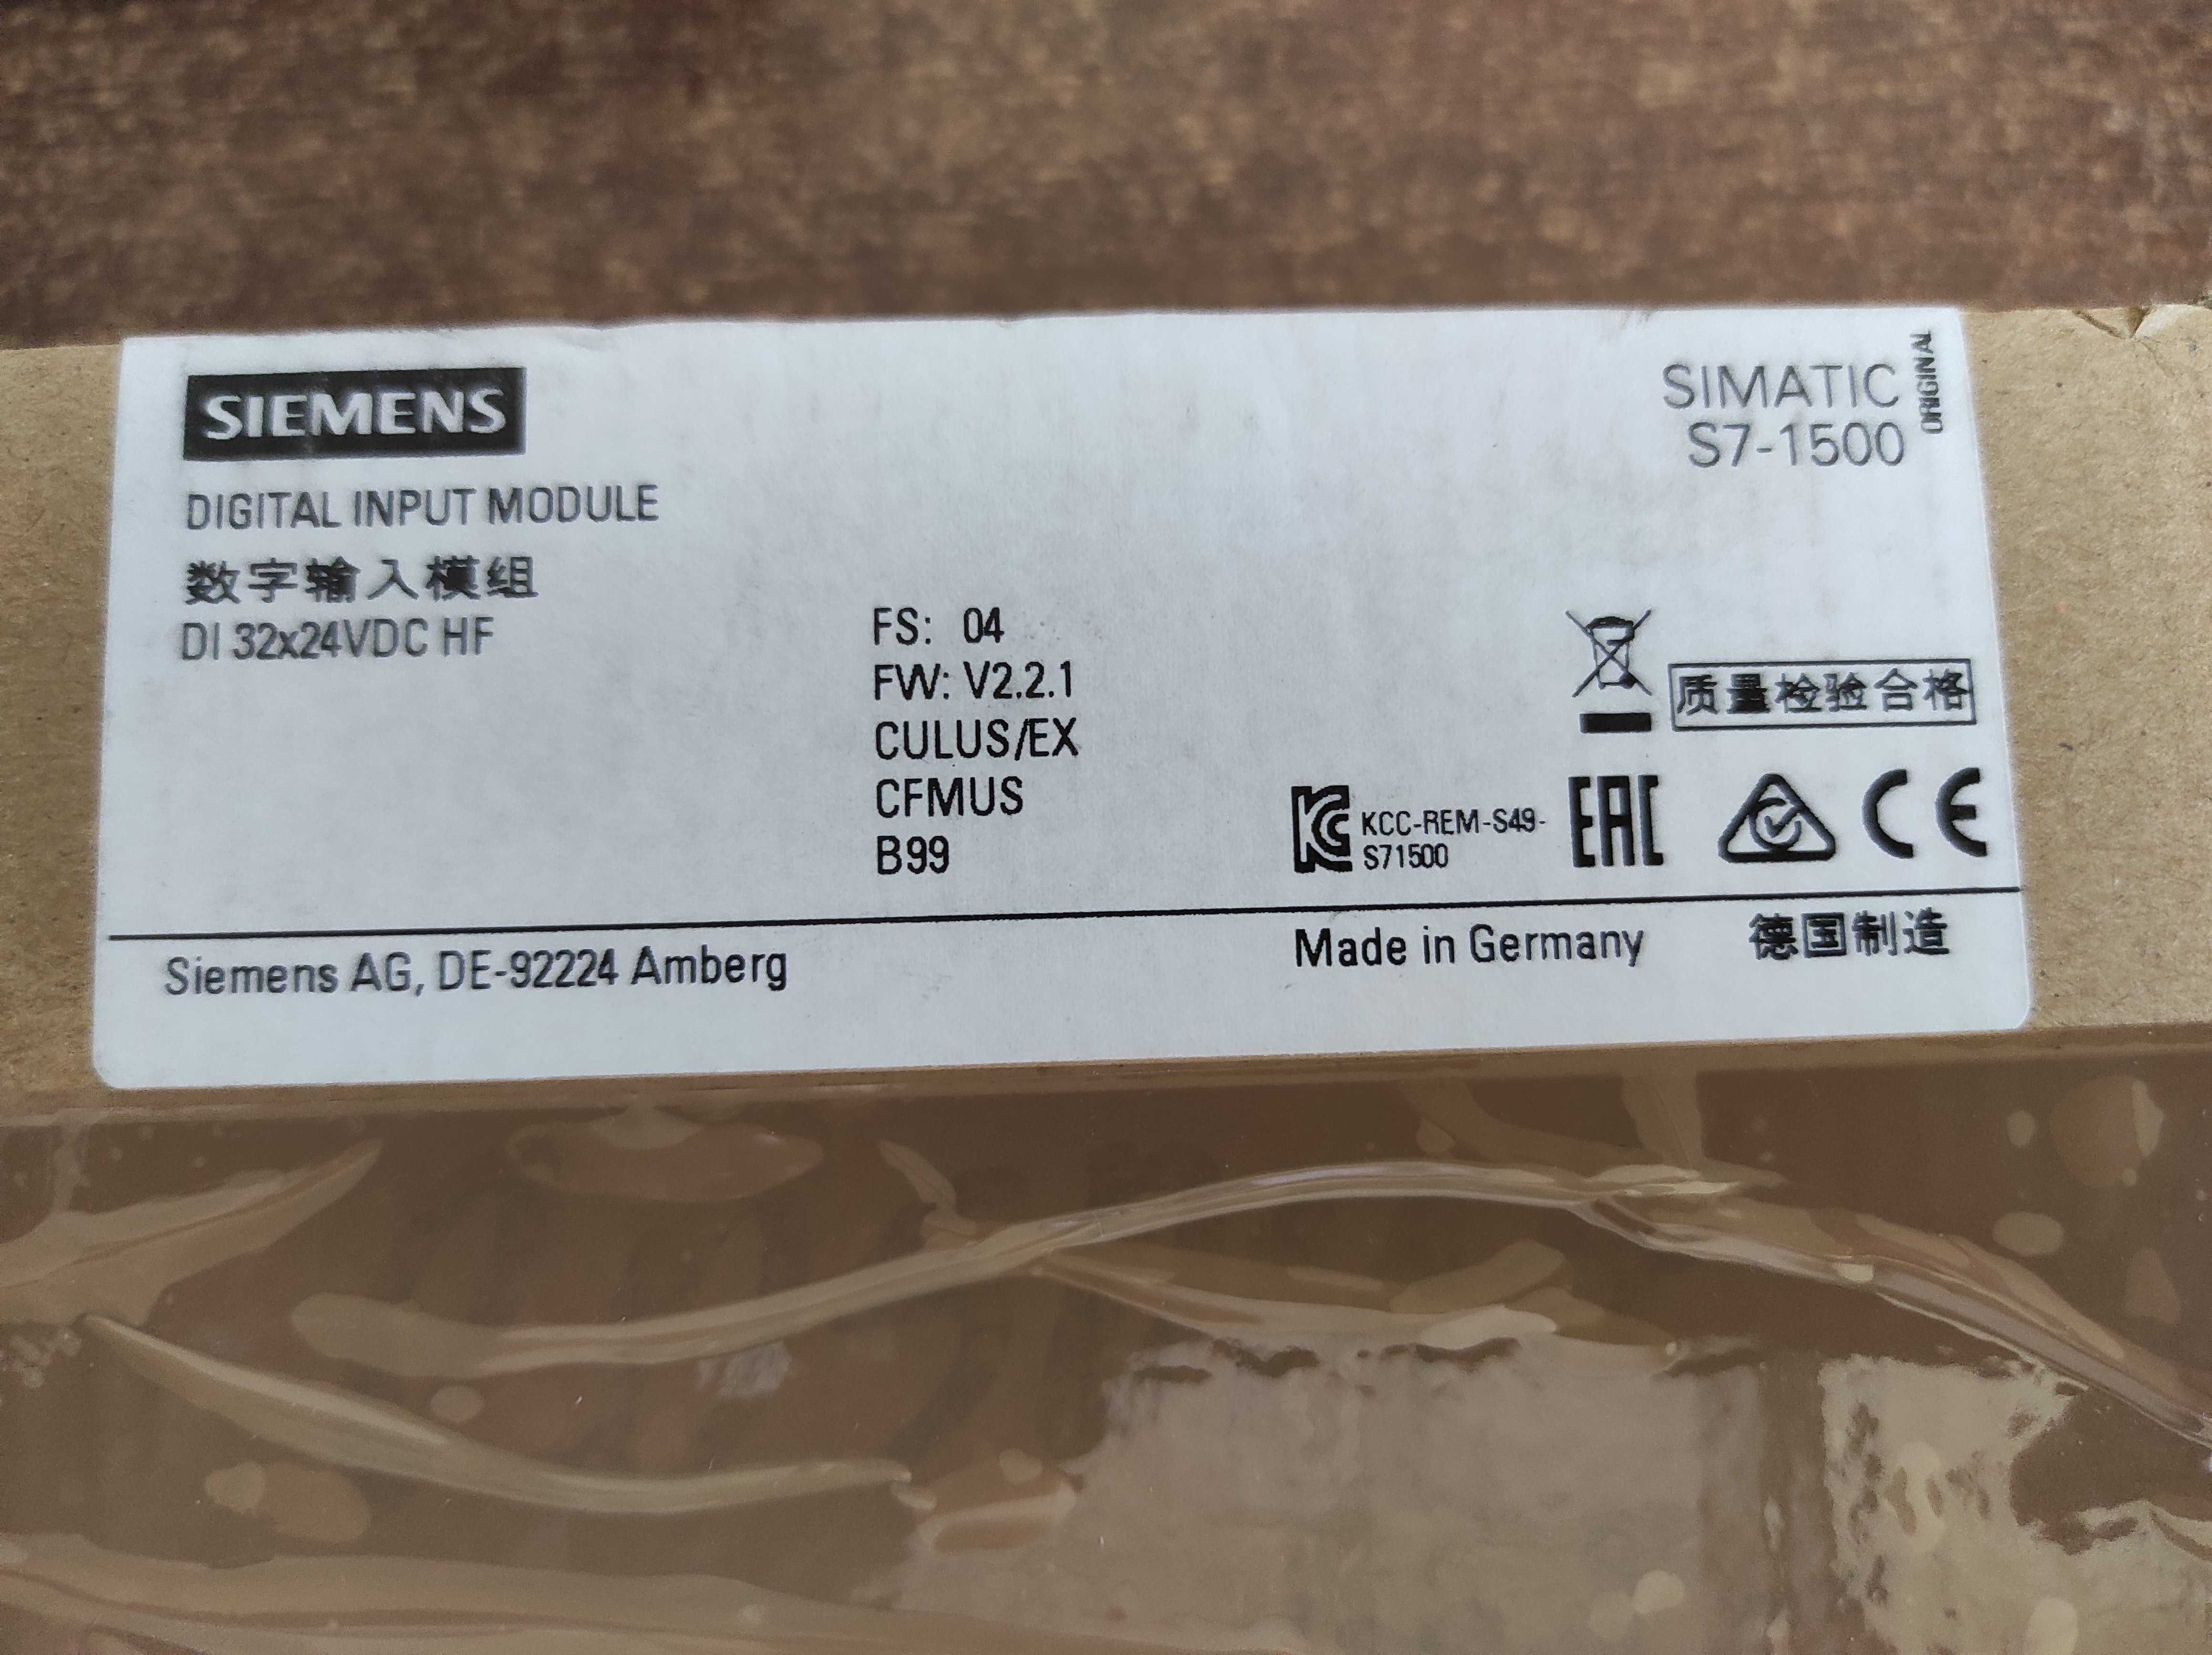 SIEMENS
SIMATIC
S7-1500
ORIGINAL
DIGITAL INPUT MODULE
数字输入模组
DI 32x24VDC HF
FS: 04
FW: V2.2.1
CULUS/EX
CFMUS
B99
质量检验合格
KCC-REM-S49-
S71500
EAC
CE
Siemens AG, DE-92224 Amberg
Made in Germany
德国制造